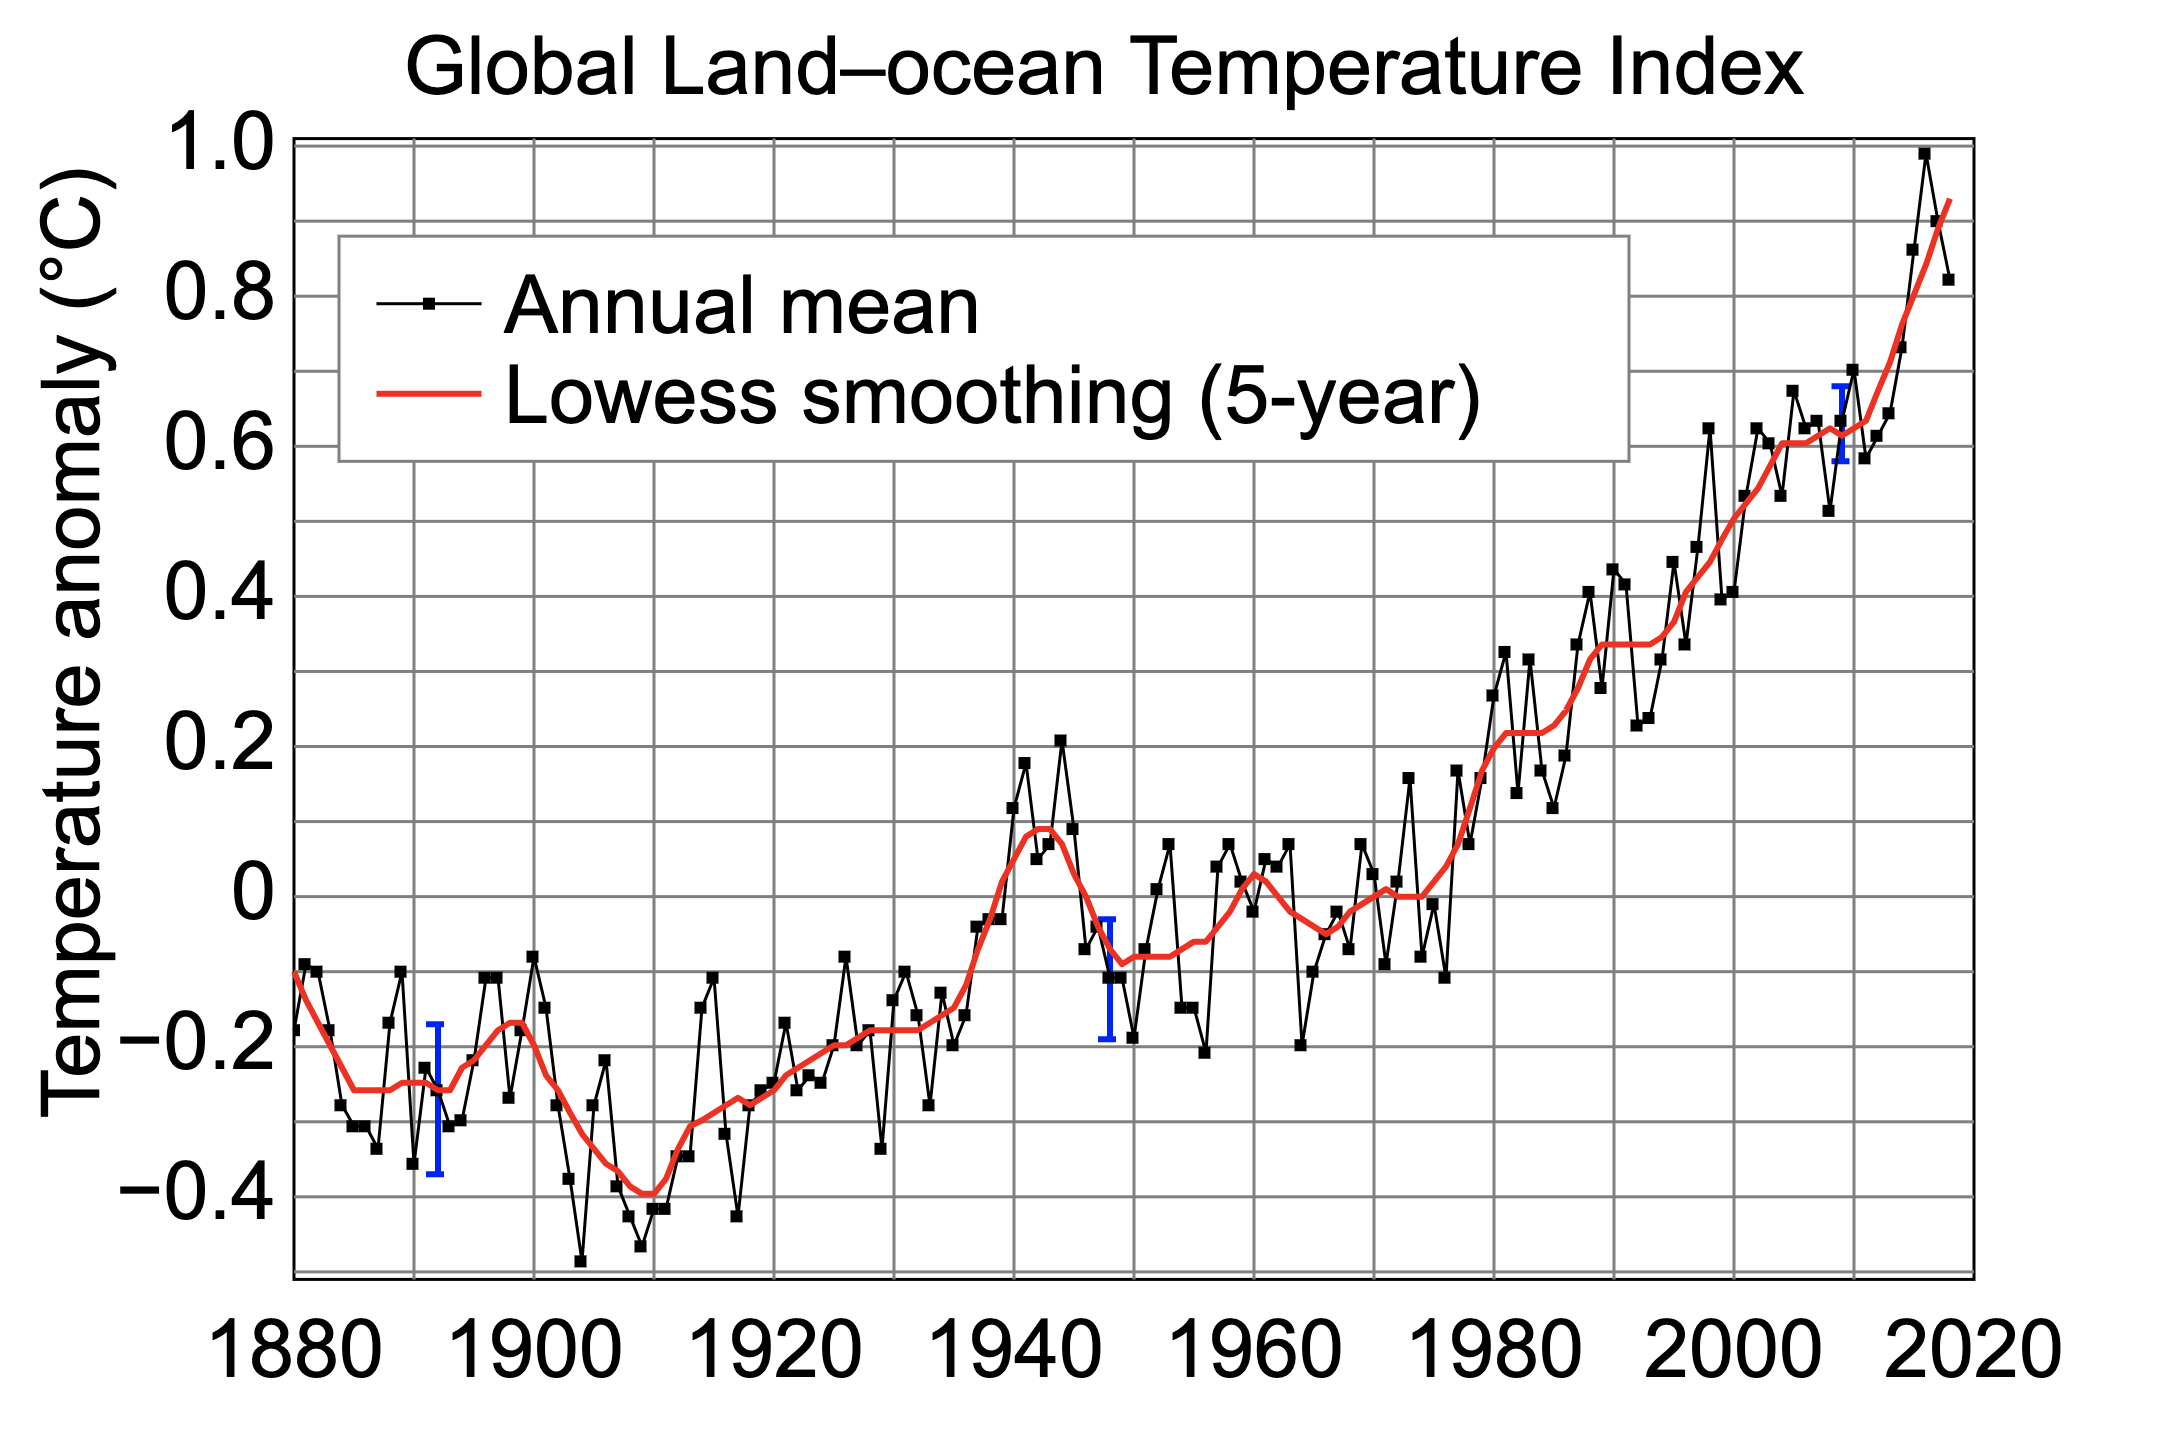 Global Land–ocean Temperature Index
Temperature anomaly (°C)
1.0
0.8
0.6
0.4
0.2
0
−0.2
−0.4
Annual mean
Lowess smoothing (5-year)
1880 1900 1920 1940 1960 1980 2000 2020